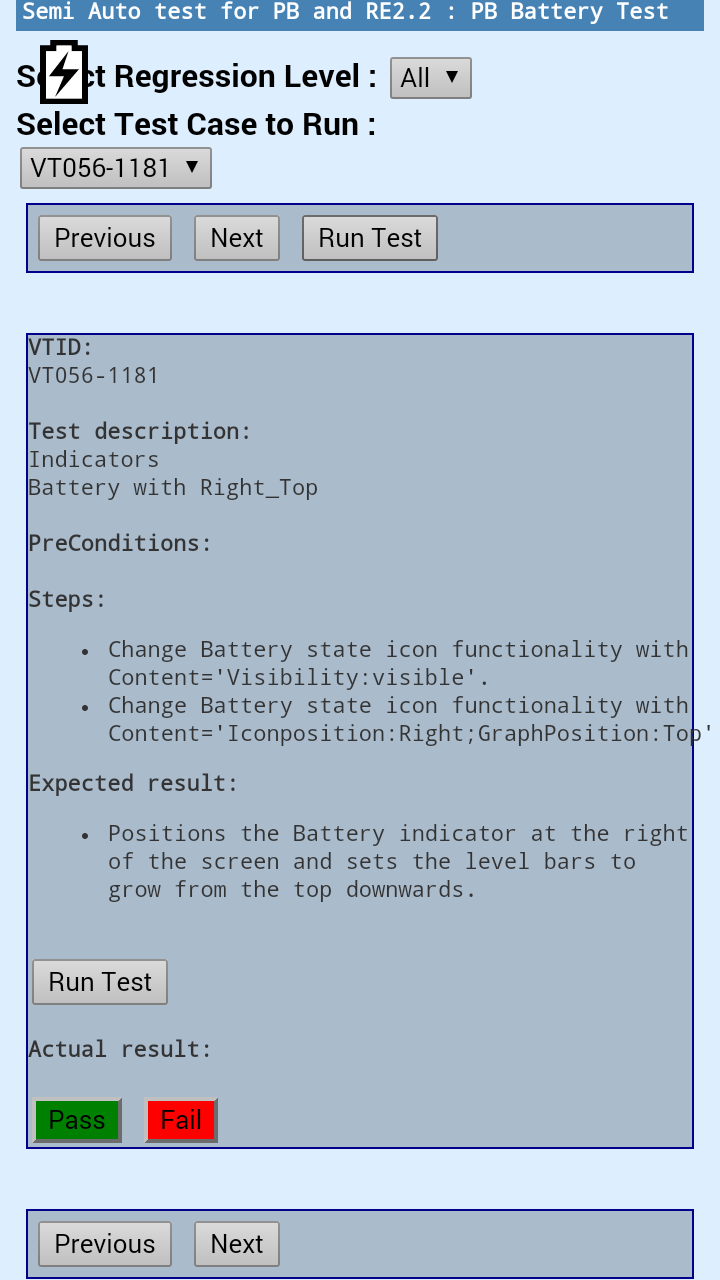 Semi Auto test for PB and RE2.2 : PB Battery Test
Select Regression Level : All ▼
Select Test Case to Run :
VT056-1181 ▼
Previous Next Run Test
VTID:
VT056-1181
Test description:
Indicators
Battery with Right_Top
PreConditions:
Steps:
• Change Battery state icon functionality with
Content='Visibility:visible'.
• Change Battery state icon functionality with
Content='Iconposition:Right;GraphPosition:Top'
Expected result:
• Positions the Battery indicator at the right
of the screen and sets the level bars to
grow from the top downwards.
Run Test
Actual result:
Pass Fail
Previous Next